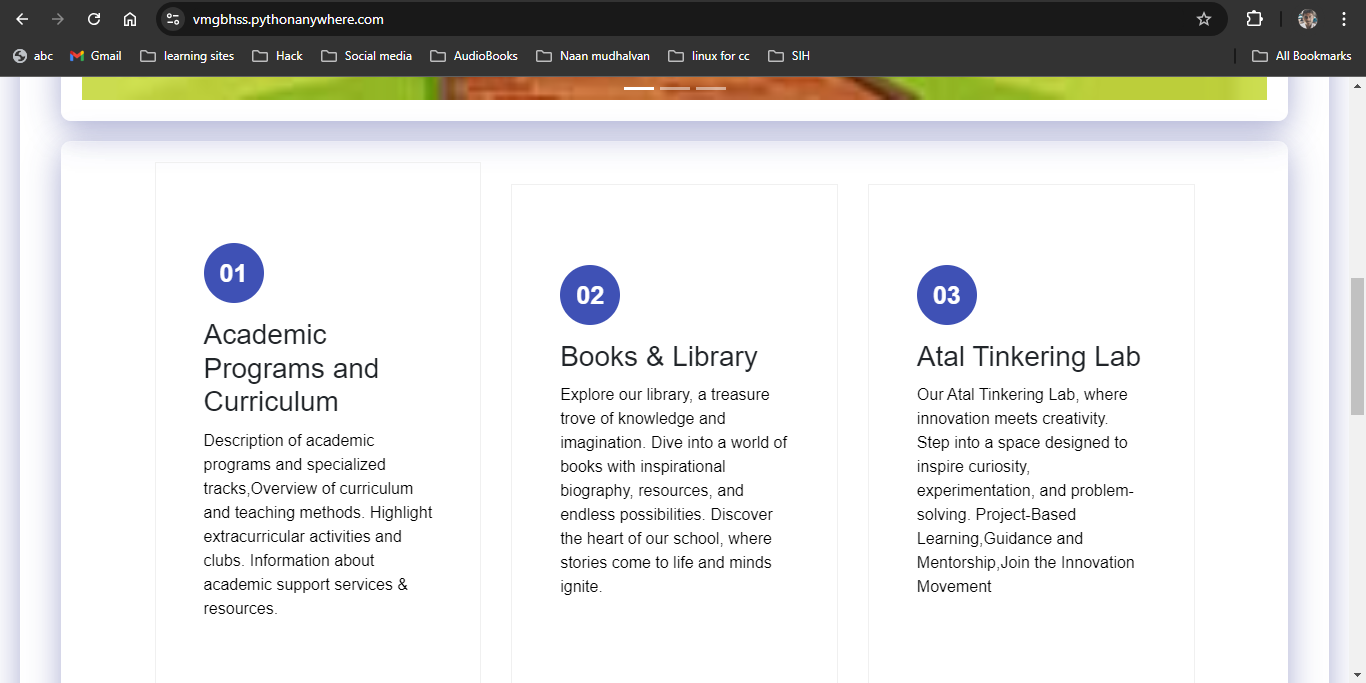 vmgbhss.pythonanywhere.com
abc Gmail learning sites Hack Social media AudioBooks Naan mudhalvan linux for cc SIH All Bookmarks
01
Academic
Programs and
Curriculum
Description of academic
programs and specialized
tracks,Overview of curriculum
and teaching methods. Highlight
extracurricular activities and
clubs. Information about
academic support services &
resources.
02
Books & Library
Explore our library, a treasure
trove of knowledge and
imagination. Dive into a world of
books with inspirational
biography, resources, and
endless possibilities. Discover
the heart of our school, where
stories come to life and minds
ignite.
03
Atal Tinkering Lab
Our Atal Tinkering Lab, where
innovation meets creativity.
Step into a space designed to
inspire curiosity,
experimentation, and problem-
solving. Project-Based
Learning,Guidance and
Mentorship,Join the Innovation
Movement